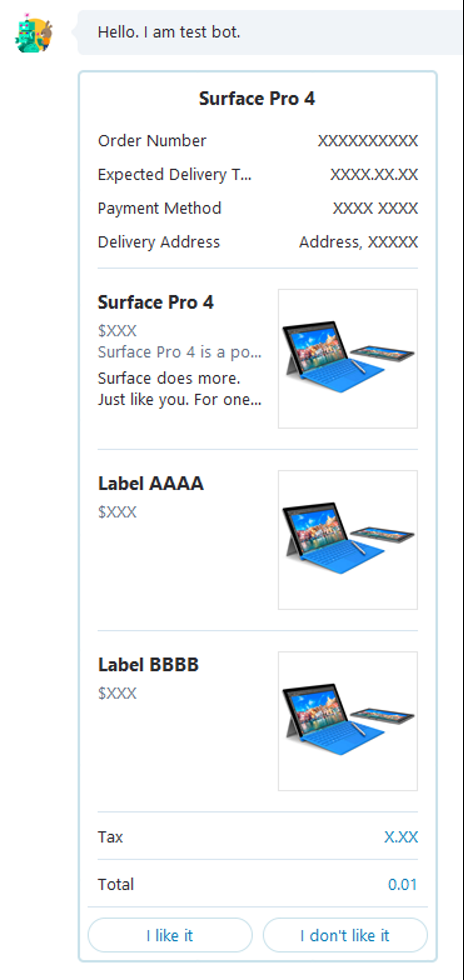 Hello. I am test bot.
Surface Pro 4
Order Number XXXXXXXXXX
Expected Delivery T... XXXX.XX.XX
Payment Method XXXX XXXX
Delivery Address Address, XXXXX
Surface Pro 4
$XXX
Surface Pro 4 is a po...
Surface does more.
Just like you. For one...
Label AAAA
$XXX
Label BBBB
$XXX
Tax X.XX
Total 0.01
I like it I don't like it